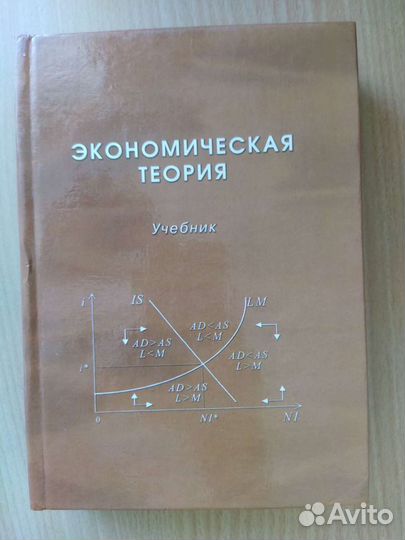 ЭКОНОМИЧЕСКАЯ
ТЕОРИЯ
Учебник
i
IS
LM
AD>AS
L<M
AD<AS
L<M
i*
AD<AS
L>M
AD>AS
L>M
0
NI*
NI
Avito